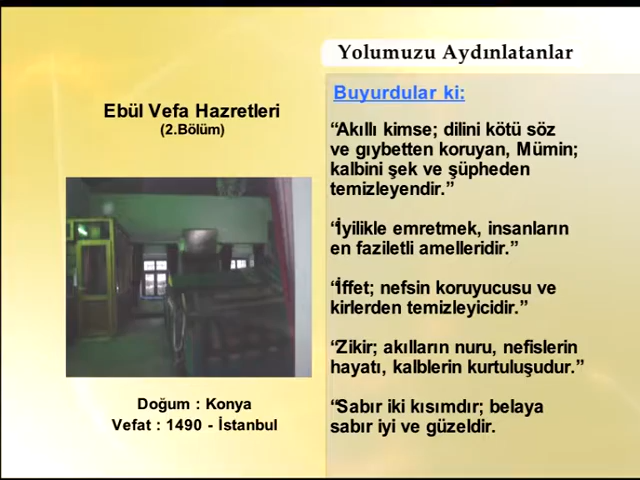 Yolumuzu Aydınlatanlar
Ebül Vefa Hazretleri
(2.Bölüm)
Doğum : Konya
Vefat : 1490 - İstanbul
Buyurdular ki:
“Akıllı kimse; dilini kötü söz
ve gıybetten koruyan, Mümin;
kalbini şek ve şüpheden
temizleyendir.”
“İyilikle emretmek, insanların
en faziletli amelleridir.”
“İffet; nefsin koruyucusu ve
kirlerden temizleyicidir.”
“Zikir; akılların nuru, nefislerin
hayatı, kalblerin kurtuluşudur.”
“Sabır iki kısımdır; belaya
sabır iyi ve güzeldir.